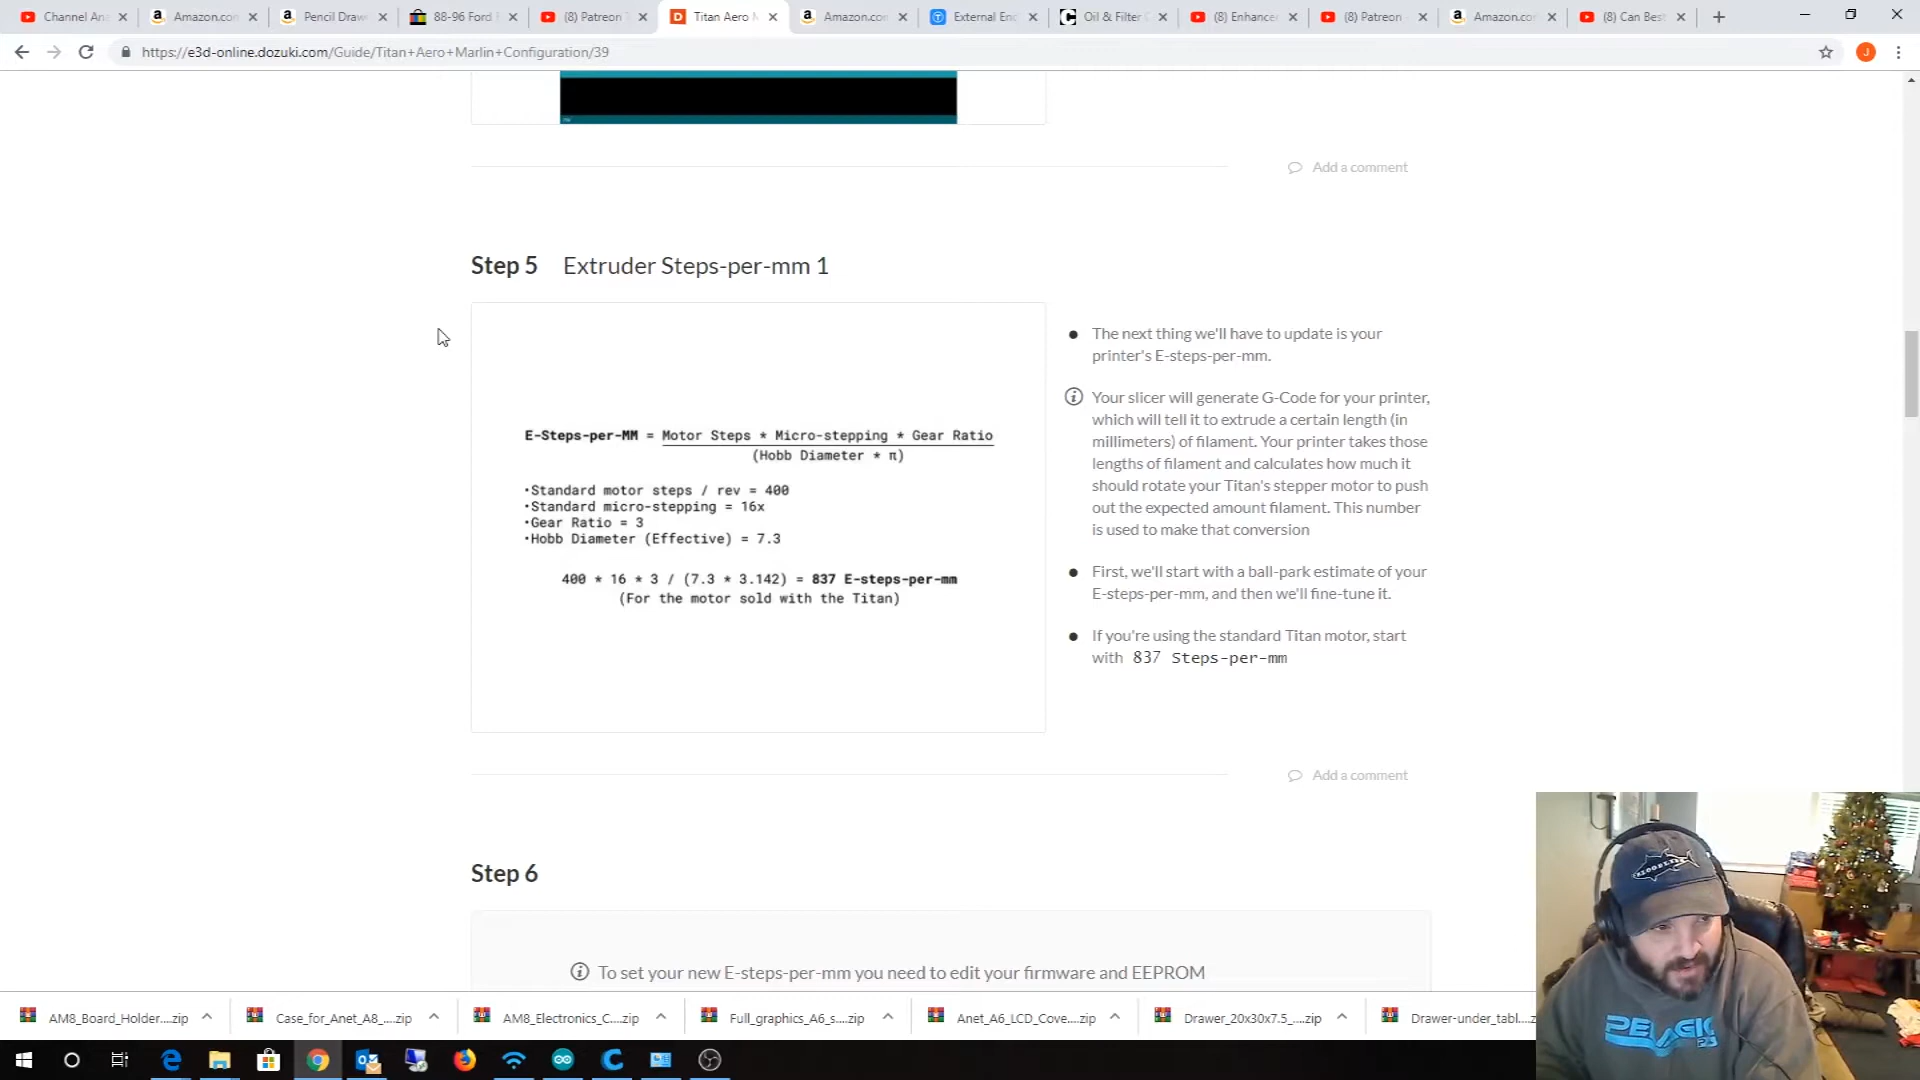 Channel An
Amazon.co
Pencil Draw
88-96 Ford
(8) Patreon
Titan Aero M
Amazon.co
External En
Oil & Filter
(8) Enhance
(8) Patreon
Amazon.co
(8) Can Bes
https://e3d-online.dozuki.com/Guide/Titan+Aero+Marlin+Configuration/39
J
Add a comment
Step 5 Extruder Steps-per-mm 1
E-Steps-per-MM = Motor Steps * Micro-stepping * Gear Ratio
(Hobb Diameter * π)
•Standard motor steps / rev = 400
•Standard micro-stepping = 16x
•Gear Ratio = 3
•Hobb Diameter (Effective) = 7.3
400 * 16 * 3 / (7.3 * 3.142) = 837 E-steps-per-mm
(For the motor sold with the Titan)
The next thing we'll have to update is your
printer's E-steps-per-mm.
Your slicer will generate G-Code for your printer,
which will tell it to extrude a certain length (in
millimeters) of filament. Your printer takes those
lengths of filament and calculates how much it
should rotate your Titan's stepper motor to push
out the expected amount filament. This number
is used to make that conversion
First, we'll start with a ball-park estimate of your
E-steps-per-mm, and then we'll fine-tune it.
If you're using the standard Titan motor, start
with 837 Steps-per-mm
Add a comment
Step 6
To set your new E-steps-per-mm you need to edit your firmware and EEPROM
AM8_Board_Holder....zip
Case_for_Anet_A8_....zip
AM8_Electronics_C....zip
Full_graphics_A6_s....zip
Anet_A6_LCD_Cove....zip
Drawer_20x30x7.5_....zip
Drawer-under_tabl....z
PELAGIC